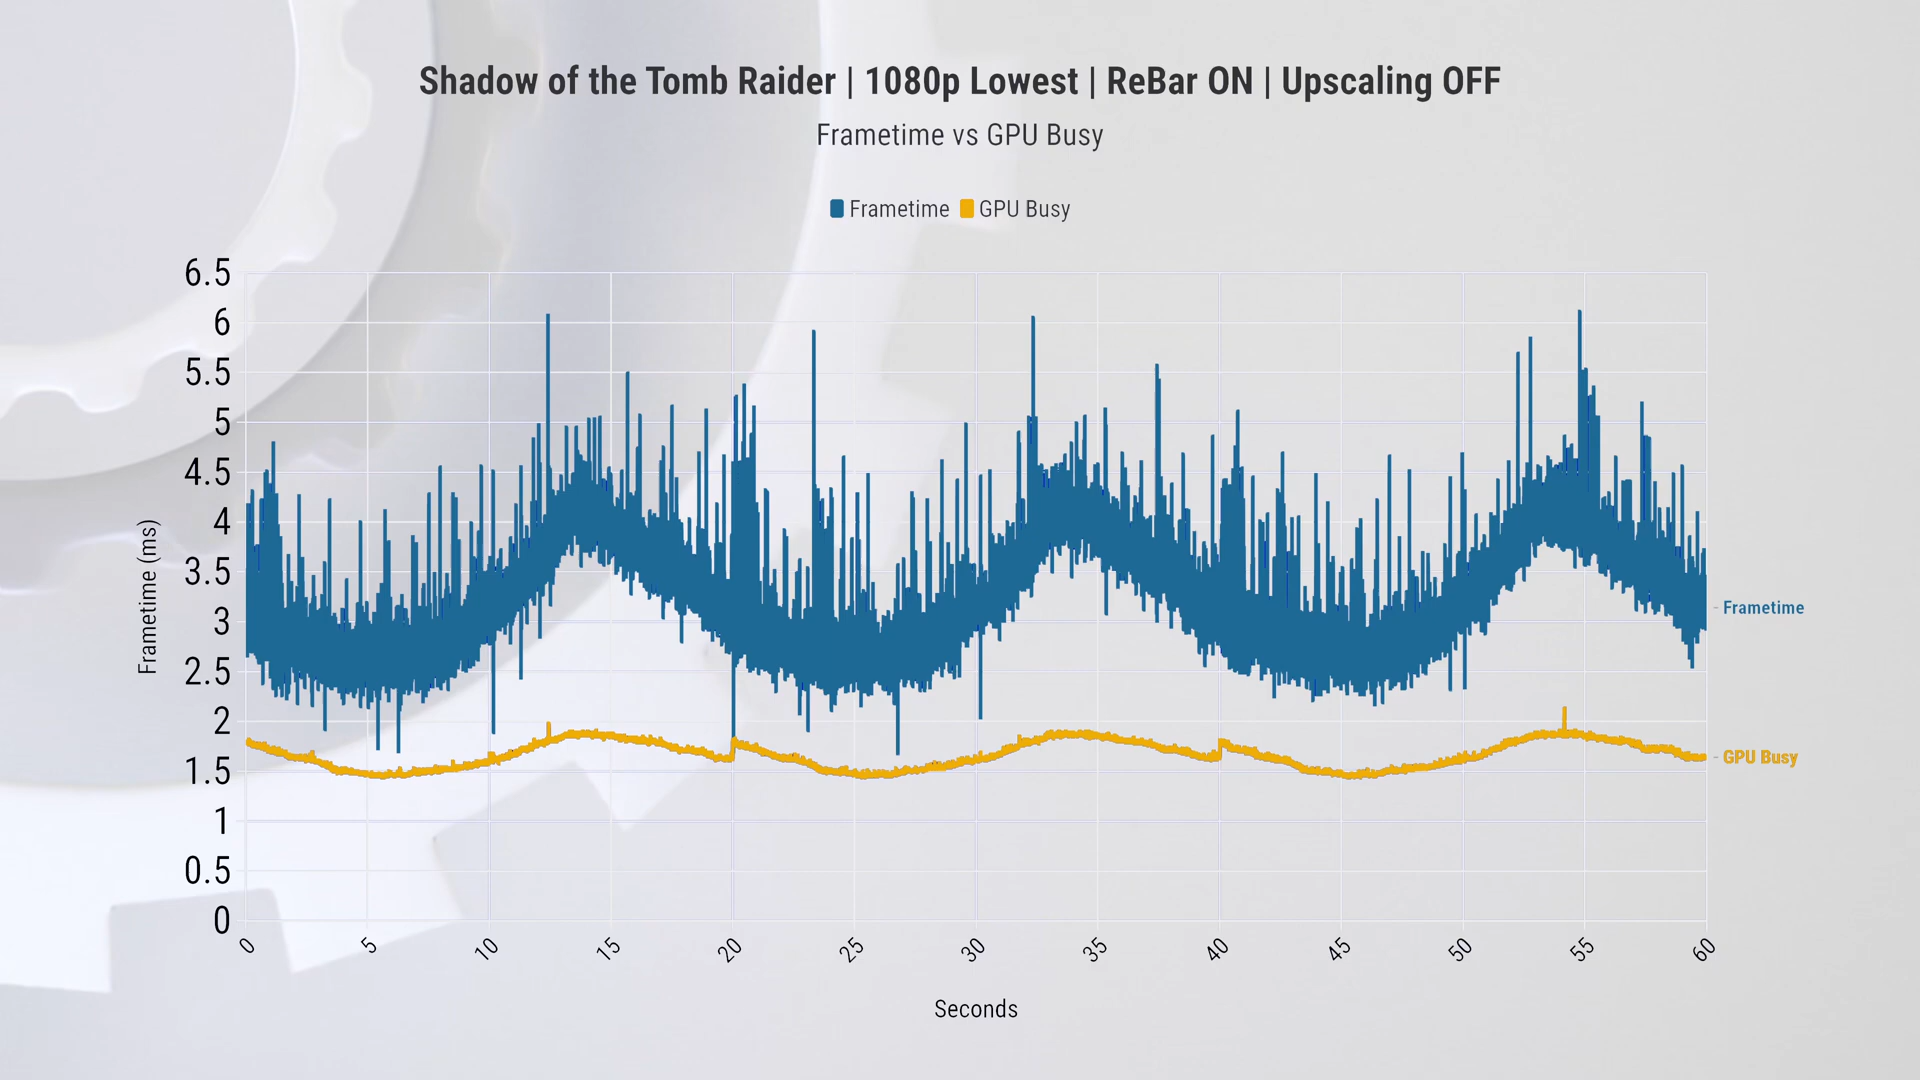 Shadow of the Tomb Raider | 1080p Lowest | ReBar ON | Upscaling OFF
Frametime vs GPU Busy
Frametime GPU Busy
6.5
6
5.5
5
4.5
4
3.5
3
2.5
2
1.5
1
0.5
0
Frametime (ms)
Frametime
GPU Busy
0 5 10 15 20 25 30 35 40 45 50 55 60
Seconds